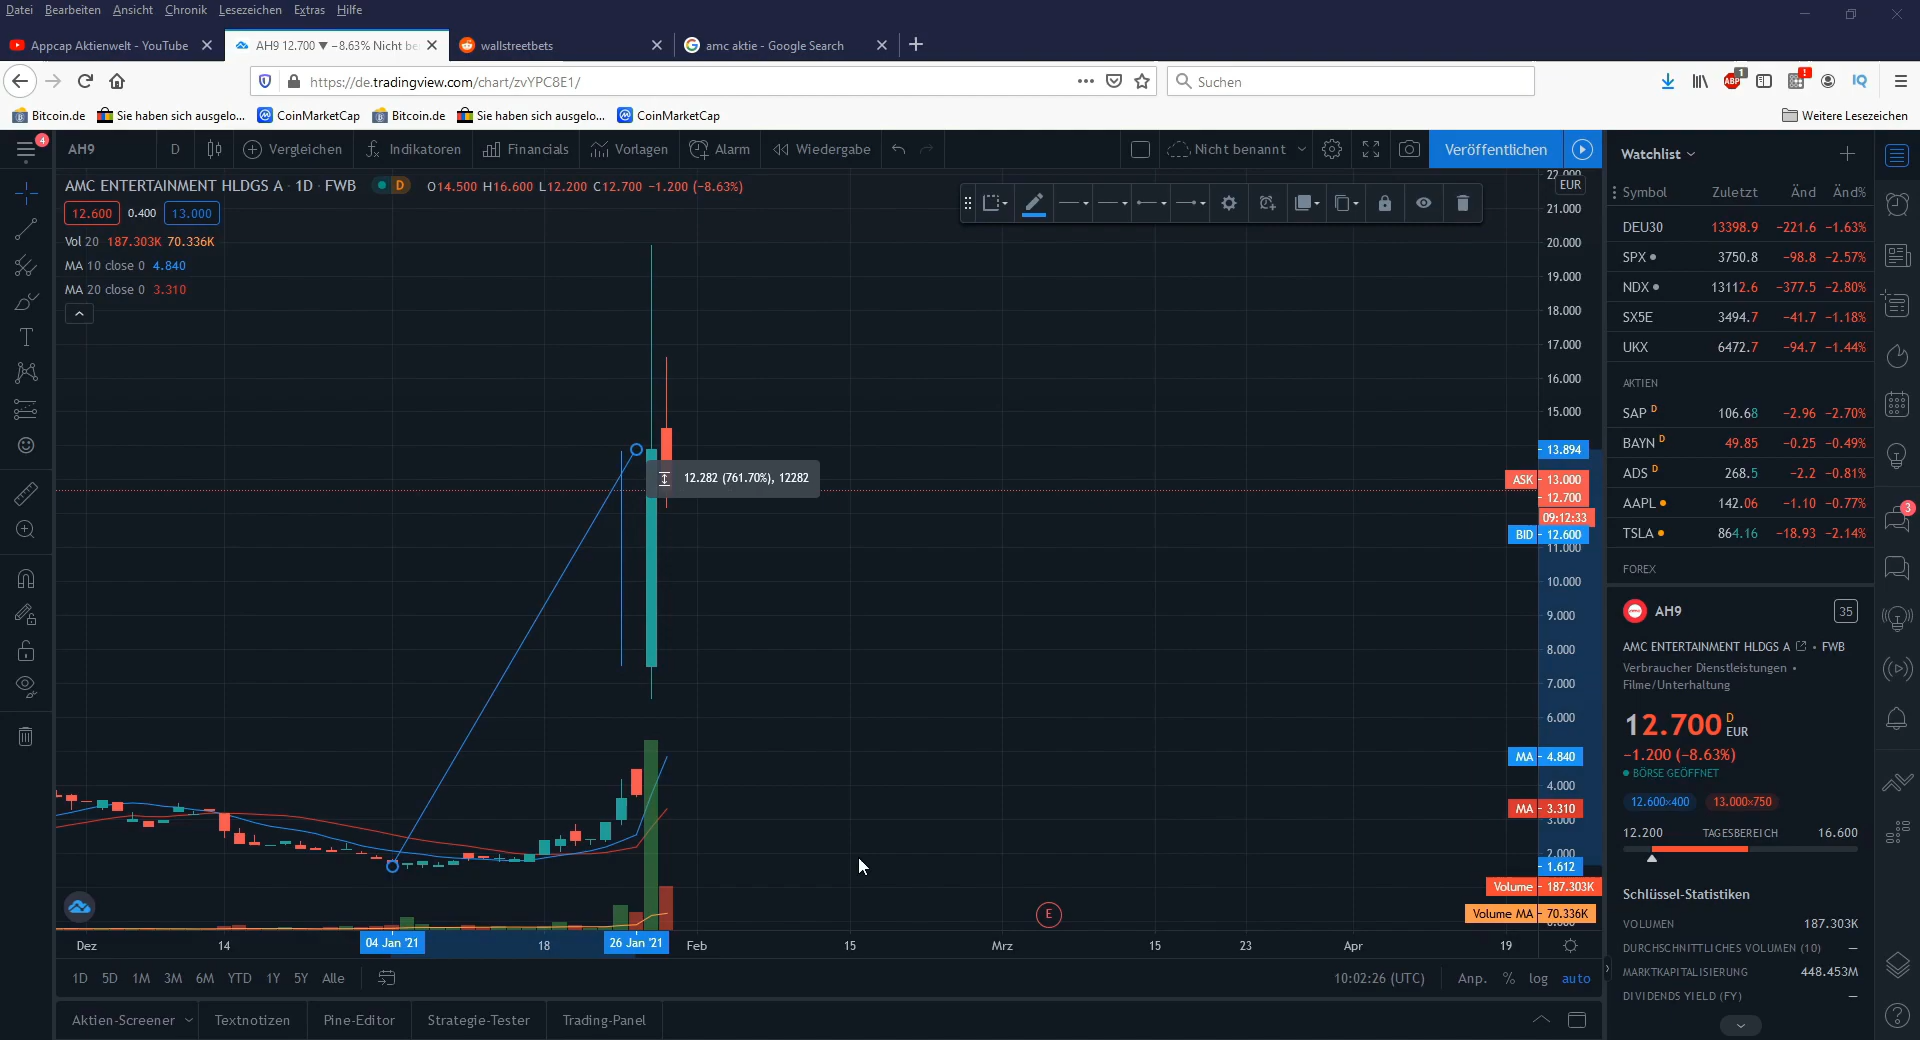 Datei Bearbeiten Ansicht Chronik Lesezeichen Extras Hilfe
Appcap Aktienwelt - YouTube
AH9 12.700 ▼ −8.63% Nicht be
wallstreetbets
amc aktie - Google Search
https://de.tradingview.com/chart/zvYPC8E1/
Suchen
ABP 1
1
IQ
Bitcoin.de
Sie haben sich ausgelo...
CoinMarketCap
Bitcoin.de
Sie haben sich ausgelo...
CoinMarketCap
Weitere Lesezeichen
4
AH9
D
Vergleichen
Indikatoren
Financials
Vorlagen
Alarm
Wiedergabe
Nicht benannt
Veröffentlichen
AMC ENTERTAINMENT HLDGS A · 1D · FWB
D
O14.500 H16.600 L12.200 C12.700 −1.200 (−8.63%)
12.600 0.400 13.000
Vol 20 187.303K 70.336K
MA 10 close 0 4.840
MA 20 close 0 3.310
12.282 (761.70%), 12282
22.000
EUR
21.000
20.000
19.000
18.000
17.000
16.000
15.000
13.894
ASK 13.000
12.700
09:12:33
BID 12.600
11.000
10.000
9.000
8.000
7.000
6.000
MA 4.840
4.000
MA 3.310
3.000
2.000
1.612
Volume 187.303K
Volume MA 70.336K
0.000
E
Dez 14 04 Jan '21 18 26 Jan '21 Feb 15 Mrz 15 23 Apr 19
1D 5D 1M 3M 6M YTD 1Y 5Y Alle
10:02:26 (UTC)
Anp. % log auto
Aktien-Screener
Textnotizen
Pine-Editor
Strategie-Tester
Trading-Panel
Watchlist
Symbol Zuletzt Änd Änd%
DEU30 13398.9 −221.6 −1.63%
SPX 3750.8 −98.8 −2.57%
NDX 13112.6 −377.5 −2.80%
SX5E 3494.7 −41.7 −1.18%
UKX 6472.7 −94.7 −1.44%
AKTIEN
SAP D 106.68 −2.96 −2.70%
BAYN D 49.85 −0.25 −0.49%
ADS D 268.5 −2.2 −0.81%
AAPL 142.06 −1.10 −0.77%
TSLA 864.16 −18.93 −2.14%
FOREX
AH9
35
AMC ENTERTAINMENT HLDGS A • FWB
Verbraucher Dienstleistungen •
Filme/Unterhaltung
12.700 D EUR
−1.200 (−8.63%)
BÖRSE GEÖFFNET
12.600×400 13.000×750
12.200 TAGESBEREICH 16.600
Schlüssel-Statistiken
VOLUMEN 187.303K
DURCHSCHNITTLICHES VOLUMEN (10) —
MARKTKAPITALISIERUNG 448.453M
DIVIDENDS YIELD (FY) —
3